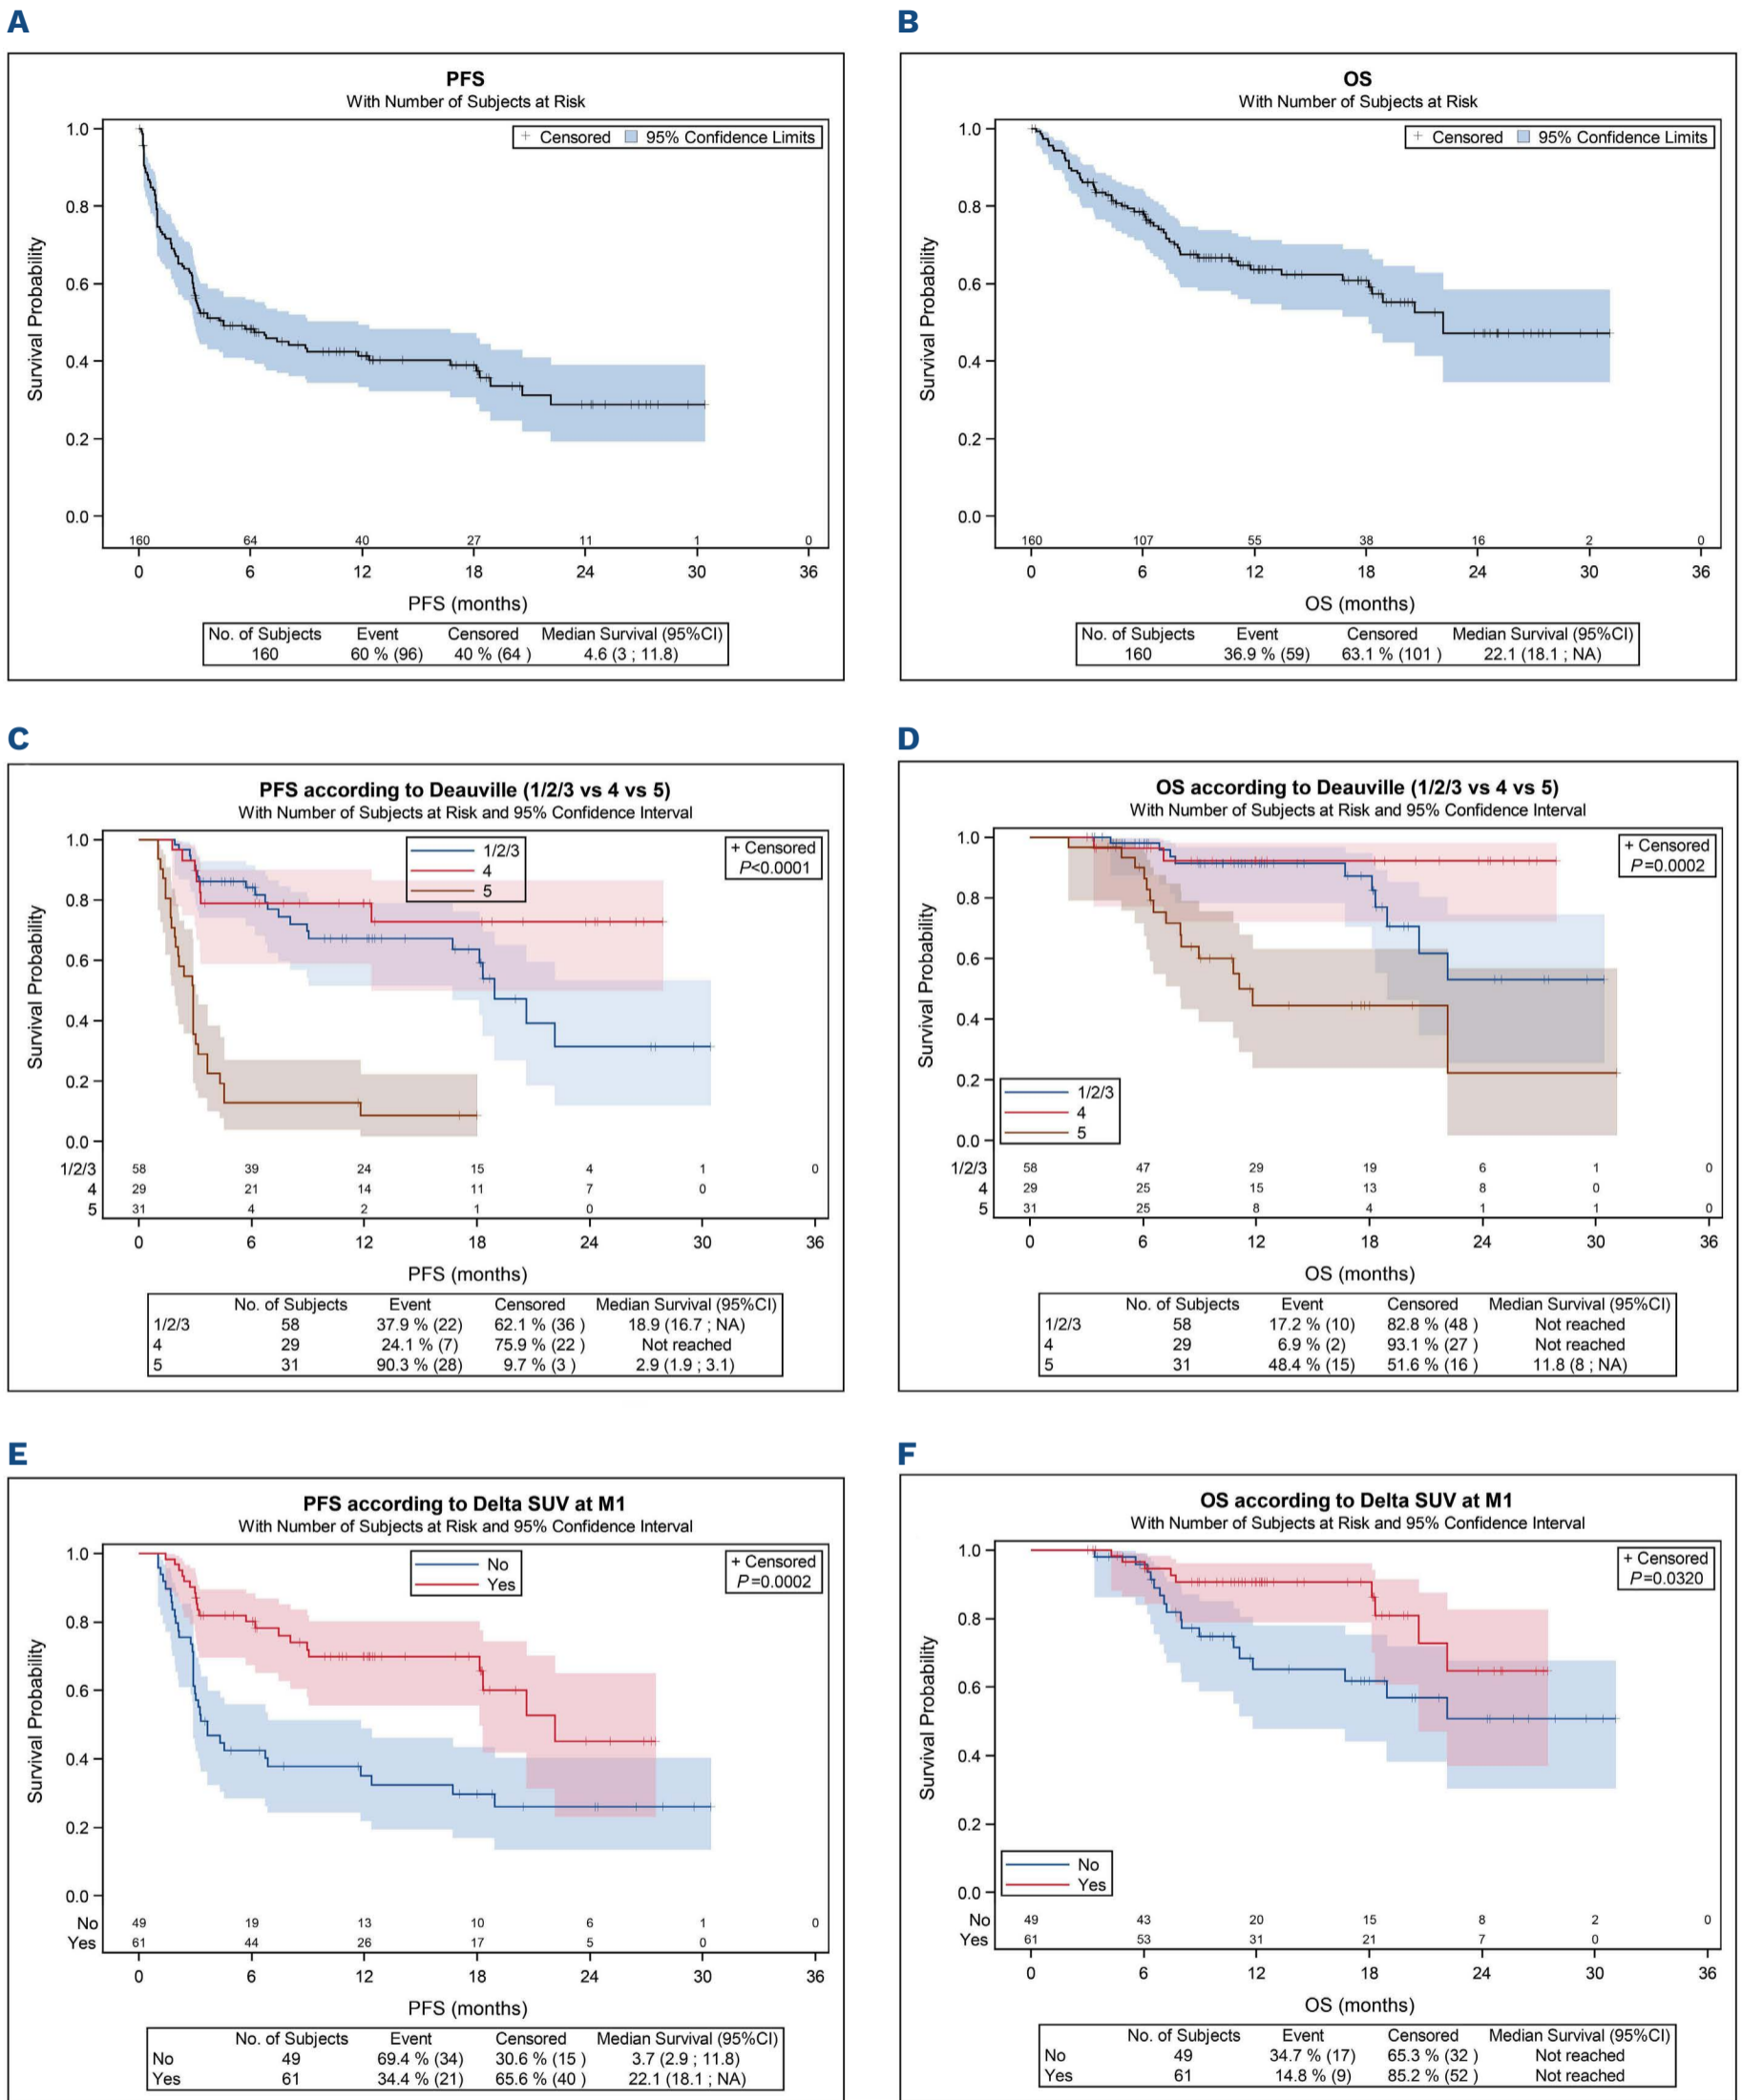 A
PFS
With Number of Subjects at Risk
+ Censored 95% Confidence Limits
Survival Probability
1.0
0.8
0.6
0.4
0.2
0.0
160 64 40 27 11 1 0
0 6 12 18 24 30 36
PFS (months)
No. of Subjects Event Censored Median Survival (95%CI)
160 60 % (96) 40 % (64 ) 4.6 (3 ; 11.8)
B
OS
With Number of Subjects at Risk
+ Censored 95% Confidence Limits
Survival Probability
1.0
0.8
0.6
0.4
0.2
0.0
160 107 55 38 16 2 0
0 6 12 18 24 30 36
OS (months)
No. of Subjects Event Censored Median Survival (95%CI)
160 36.9 % (59) 63.1 % (101 ) 22.1 (18.1 ; NA)
C
PFS according to Deauville (1/2/3 vs 4 vs 5)
With Number of Subjects at Risk and 95% Confidence Interval
1/2/3
4
5
+ Censored
P<0.0001
Survival Probability
1.0
0.8
0.6
0.4
0.2
0.0
1/2/3 58 39 24 15 4 1 0
4 29 21 14 11 7 0
5 31 4 2 1 0
0 6 12 18 24 30 36
PFS (months)
No. of Subjects Event Censored Median Survival (95%CI)
1/2/3 58 37.9 % (22) 62.1 % (36 ) 18.9 (16.7 ; NA)
4 29 24.1 % (7) 75.9 % (22 ) Not reached
5 31 90.3 % (28) 9.7 % (3 ) 2.9 (1.9 ; 3.1)
D
OS according to Deauville (1/2/3 vs 4 vs 5)
With Number of Subjects at Risk and 95% Confidence Interval
+ Censored
P=0.0002
Survival Probability
1.0
0.8
0.6
0.4
0.2
0.0
1/2/3
4
5
1/2/3 58 47 29 19 6 1 0
4 29 25 15 13 8 0
5 31 25 8 4 1 1 0
0 6 12 18 24 30 36
OS (months)
No. of Subjects Event Censored Median Survival (95%CI)
1/2/3 58 17.2 % (10) 82.8 % (48 ) Not reached
4 29 6.9 % (2) 93.1 % (27 ) Not reached
5 31 48.4 % (15) 51.6 % (16 ) 11.8 (8 ; NA)
E
PFS according to Delta SUV at M1
With Number of Subjects at Risk and 95% Confidence Interval
No
Yes
+ Censored
P=0.0002
Survival Probability
1.0
0.8
0.6
0.4
0.2
0.0
No 49 19 13 10 6 1 0
Yes 61 44 26 17 5 0
0 6 12 18 24 30 36
PFS (months)
No. of Subjects Event Censored Median Survival (95%CI)
No 49 69.4 % (34) 30.6 % (15 ) 3.7 (2.9 ; 11.8)
Yes 61 34.4 % (21) 65.6 % (40 ) 22.1 (18.1 ; NA)
F
OS according to Delta SUV at M1
With Number of Subjects at Risk and 95% Confidence Interval
+ Censored
P=0.0320
Survival Probability
1.0
0.8
0.6
0.4
0.2
0.0
No
Yes
No 49 43 20 15 8 2 0
Yes 61 53 31 21 7 0
0 6 12 18 24 30 36
OS (months)
No. of Subjects Event Censored Median Survival (95%CI)
No 49 34.7 % (17) 65.3 % (32 ) Not reached
Yes 61 14.8 % (9) 85.2 % (52 ) Not reached